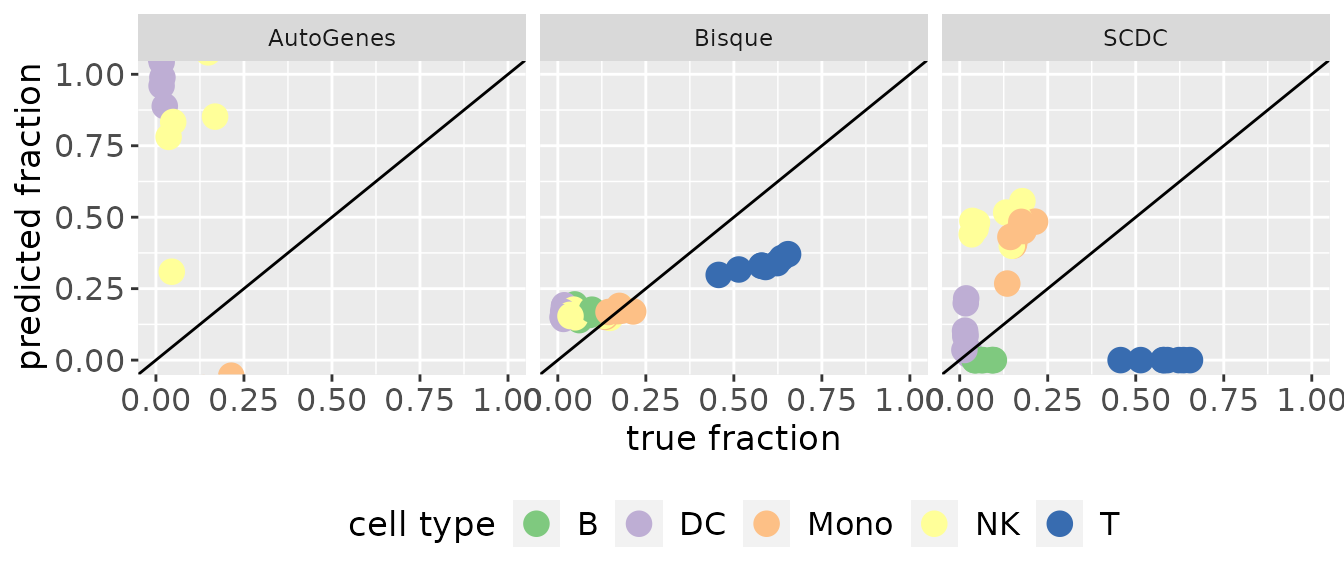 AutoGenes Bisque SCDC
predicted fraction
1.00
0.75
0.50
0.25
0.00
0.00 0.25 0.50 0.75 1.00 0.00 0.25 0.50 0.75 1.00 0.00 0.25 0.50 0.75 1.00
true fraction
cell type B DC Mono NK T